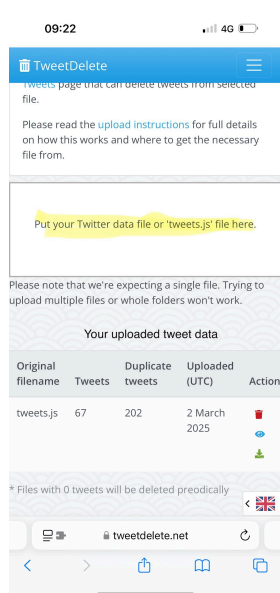 09:22
4G
TweetDelete
Tweets page that can delete tweets from selected
file.
Please read the upload instructions for full details
on how this works and where to get the necessary
file from.
Put your Twitter data file or 'tweets.js' file here.
Please note that we're expecting a single file. Trying to
upload multiple files or whole folders won't work.
Your uploaded tweet data
Original filename Tweets Duplicate tweets Uploaded (UTC) Action
tweets.js 67 202 2 March 2025
* Files with 0 tweets will be deleted preodically
tweetdelete.net